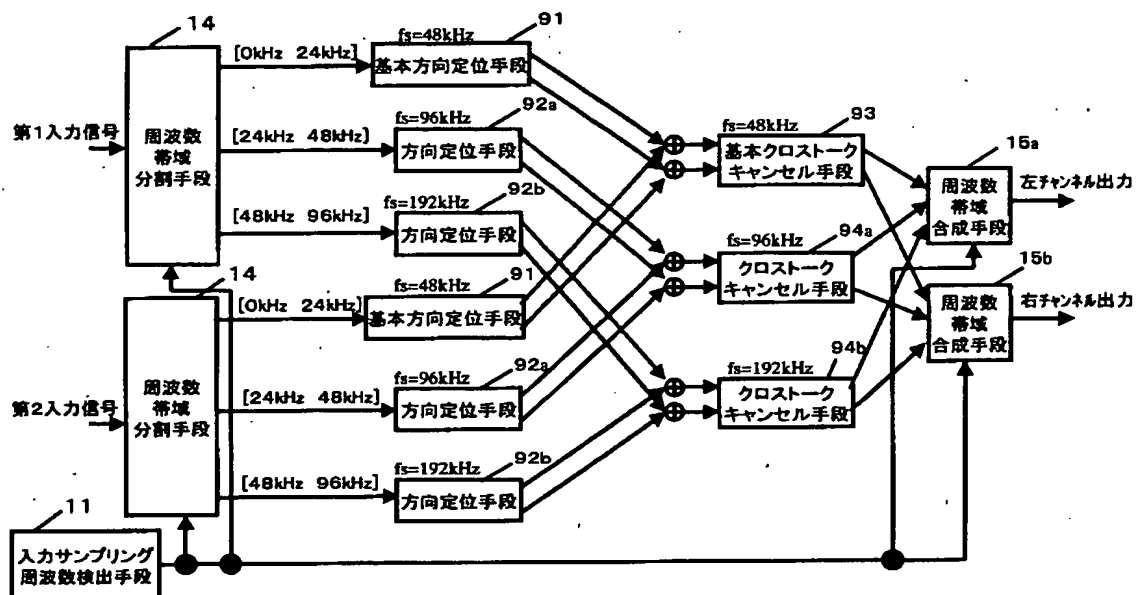 14
91
fs=48kHz
[0kHz 24kHz]
基本方向定位手段
第1入力信号
周波数
帯域
分割手段
[24kHz 48kHz]
fs=96kHz
92a
方向定位手段
[48kHz 96kHz]
fs=192kHz
92b
方向定位手段
fs=48kHz
93
基本クロストーク
キャンセル手段
15a
周波数
帯域
合成手段
左チャンネル出力
14
[0kHz 24kHz]
fs=48kHz
91
基本方向定位手段
fs=96kHz
94a
クロストーク
キャンセル手段
15b
周波数
帯域
合成手段
右チャンネル出力
第2入力信号
周波数
帯域
分割手段
[24kHz 48kHz]
fs=96kHz
92a
方向定位手段
fs=192kHz
94b
クロストーク
キャンセル手段
[48kHz 96kHz]
fs=192kHz
92b
方向定位手段
11
入力サンプリング
周波数検出手段